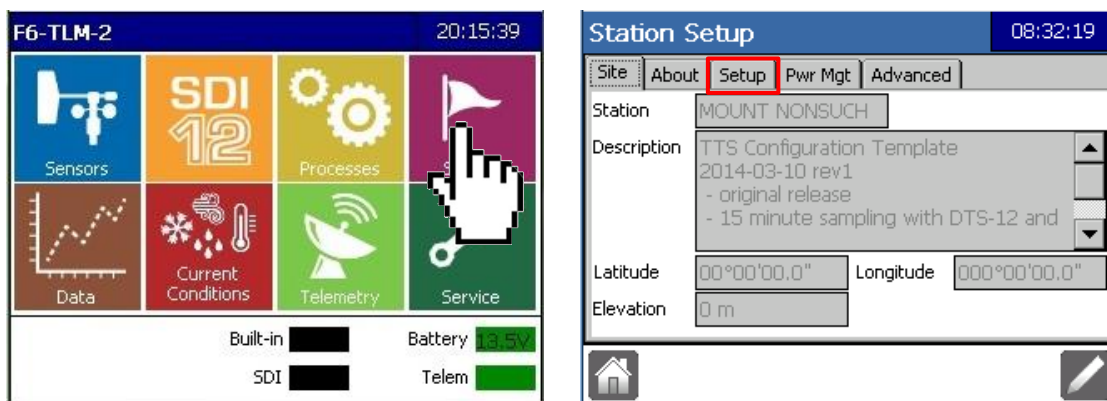 F6-TLM-2 20:15:39
Sensors
SDI
12
Processes
Data
Current
Conditions
Telemetry
Service
Built-in
Battery 13.5V
SDI
Telem
Station Setup 08:32:19
Site About Setup Pwr Mgt Advanced
Station MOUNT NONSUCH
Description TTS Configuration Template
2014-03-10 rev1
- original release
- 15 minute sampling with DTS-12 and
Latitude 00°00'00.0" Longitude 000°00'00.0"
Elevation 0 m